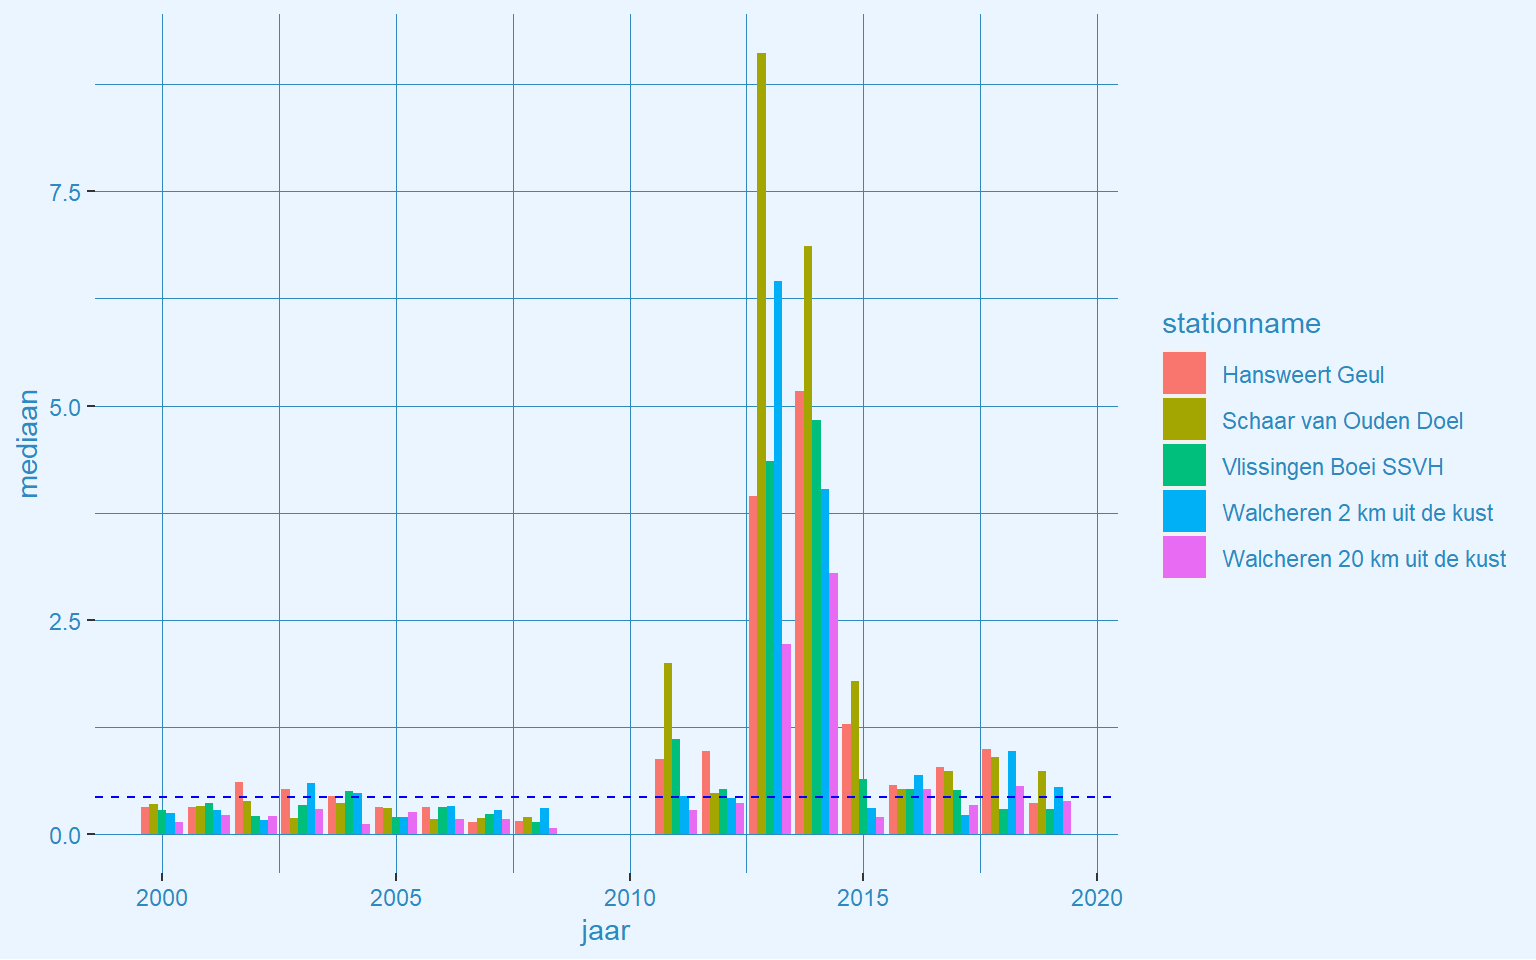 mediaan
7.5
5.0
2.5
0.0
2000
2005
2010
2015
2020
jaar
stationname
Hansweert Geul
Schaar van Ouden Doel
Vlissingen Boei SSVH
Walcheren 2 km uit de kust
Walcheren 20 km uit de kust